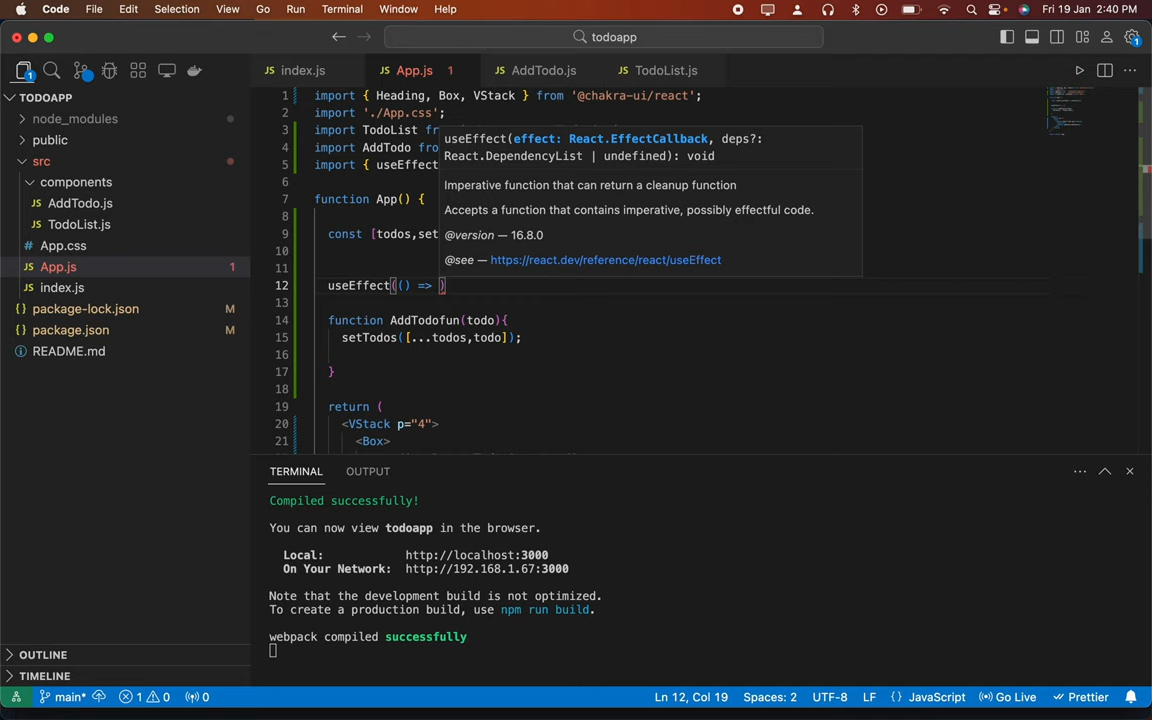 Code File Edit Selection View Go Run Terminal Window Help Fri 19 Jan 2:40 PM
todoapp
1
1
index.js App.js 1 AddTodo.js TodoList.js
TODOAPP
node_modules
public
src
components
JS AddTodo.js
JS TodoList.js
# App.css
JS App.js 1
JS index.js
{} package-lock.json M
{} package.json M
README.md
OUTLINE
TIMELINE
1 import { Heading, Box, VStack } from '@chakra-ui/react';
2 import './App.css';
3 import TodoList fr
4 import AddTodo fro
5 import { useEffect
6
7 function App() {
8
9 const [todos,set
10
11
12 useEffect(() => )
13
14 function AddTodofun(todo){
15 setTodos([...todos,todo]);
16
17 }
18
19 return (
20 <VStack p="4">
21 <Box>
useEffect(effect: React.EffectCallback, deps?:
React.DependencyList | undefined): void
Imperative function that can return a cleanup function
Accepts a function that contains imperative, possibly effectful code.
@version — 16.8.0
@see — https://react.dev/reference/react/useEffect
TERMINAL OUTPUT
Compiled successfully!
You can now view todoapp in the browser.
Local: http://localhost:3000
On Your Network: http://192.168.1.67:3000
Note that the development build is not optimized.
To create a production build, use npm run build.
webpack compiled successfully
main* 1 0 0 Ln 12, Col 19 Spaces: 2 UTF-8 LF {} JavaScript Go Live Prettier